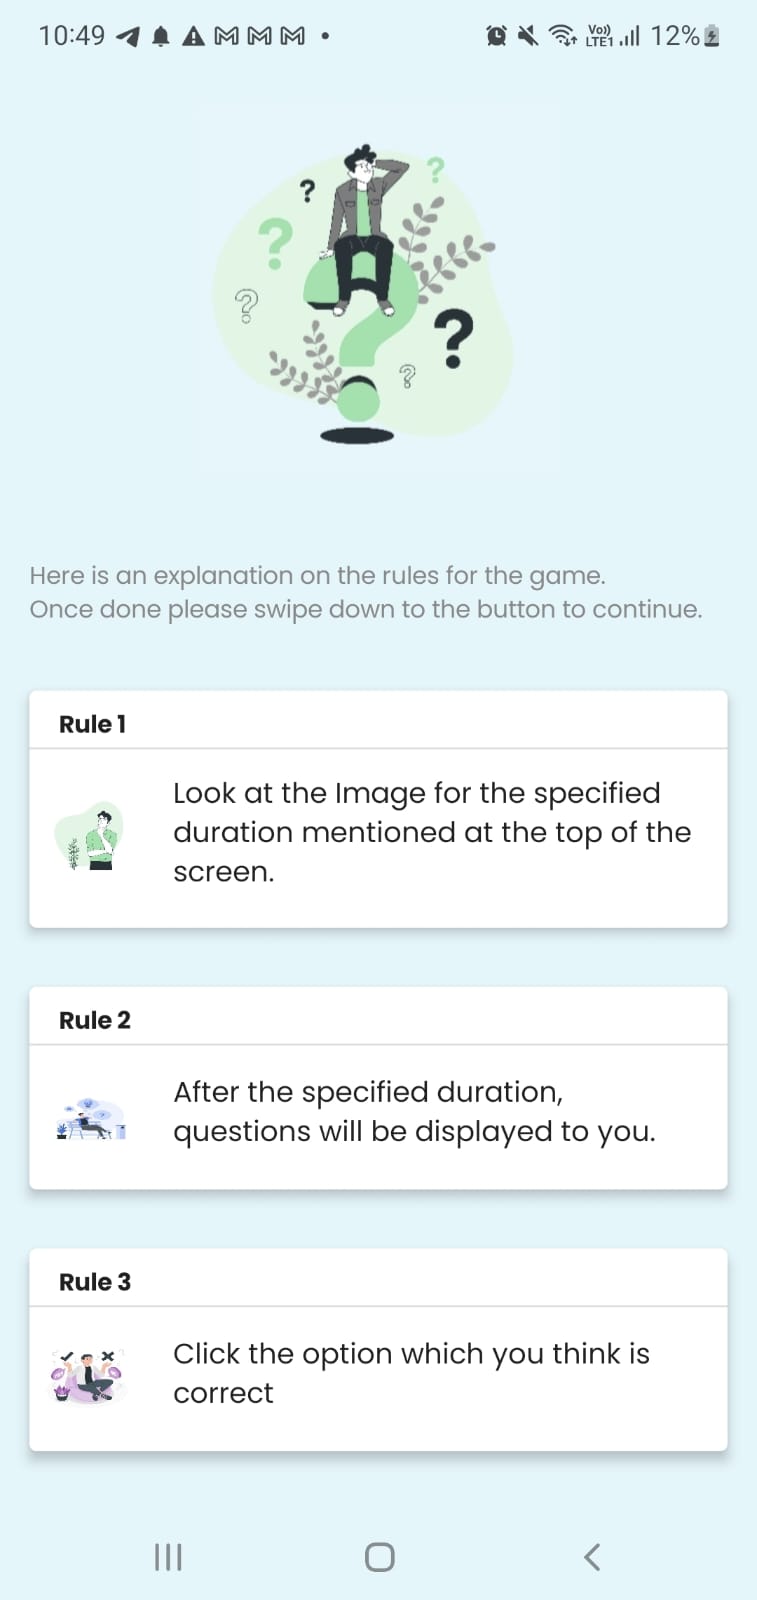 10:49
Vo))
LTE1
12%
?
?
?
?
?
?
Here is an explanation on the rules for the game.
Once done please swipe down to the button to continue.
Rule 1
Look at the Image for the specified
duration mentioned at the top of the
screen.
Rule 2
After the specified duration,
questions will be displayed to you.
Rule 3
Click the option which you think is
correct